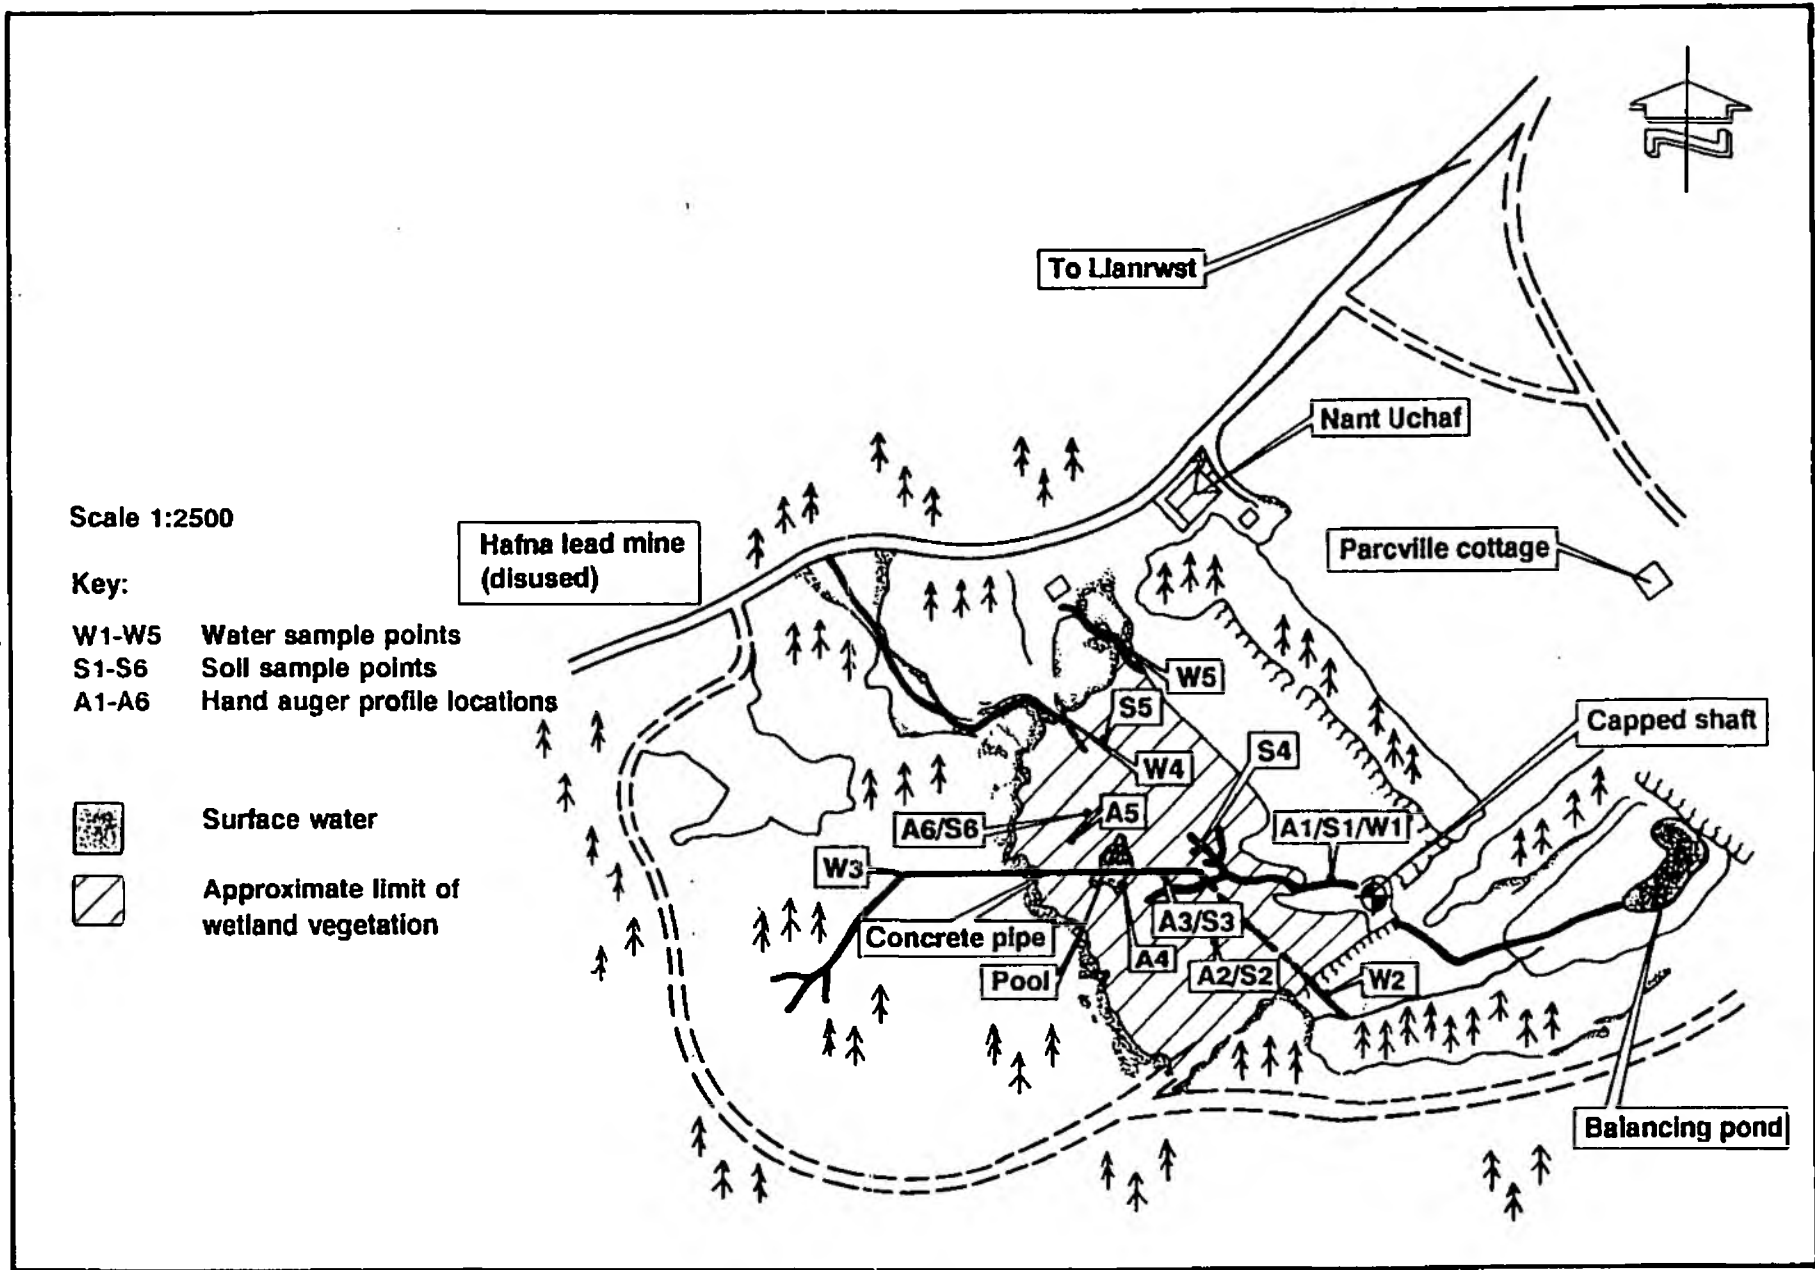 N
To Llanrwst
Nant Uchaf
Parcville cottage
Scale 1:2500
Hafna lead mine
(disused)
Key:
W1-W5 Water sample points
S1-S6 Soil sample points
A1-A6 Hand auger profile locations
Surface water
Approximate limit of
wetland vegetation
W5
S5
Capped shaft
S4
W4
A5
A6/S6
A1/S1/W1
W3
A3/S3
Concrete pipe
A4
Pool
A2/S2
W2
Balancing pond